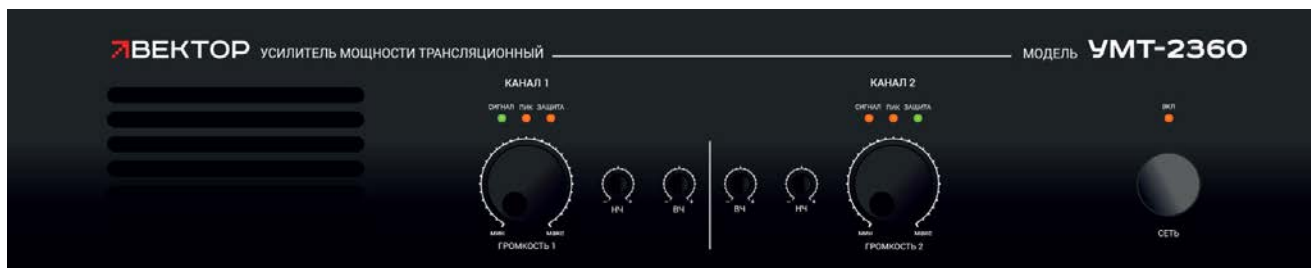 ВЕКТОР УСИЛИТЕЛЬ МОЩНОСТИ ТРАНСЛЯЦИОННЫЙ МОДЕЛЬ УМТ-2360
КАНАЛ 1 КАНАЛ 2
СИГНАЛ ПИК ЗАЩИТА СИГНАЛ ПИК ЗАЩИТА ВКЛ
- + - + - + - +
НЧ ВЧ ВЧ НЧ
МИН МАКС МИН МАКС СЕТЬ
ГРОМКОСТЬ 1 ГРОМКОСТЬ 2